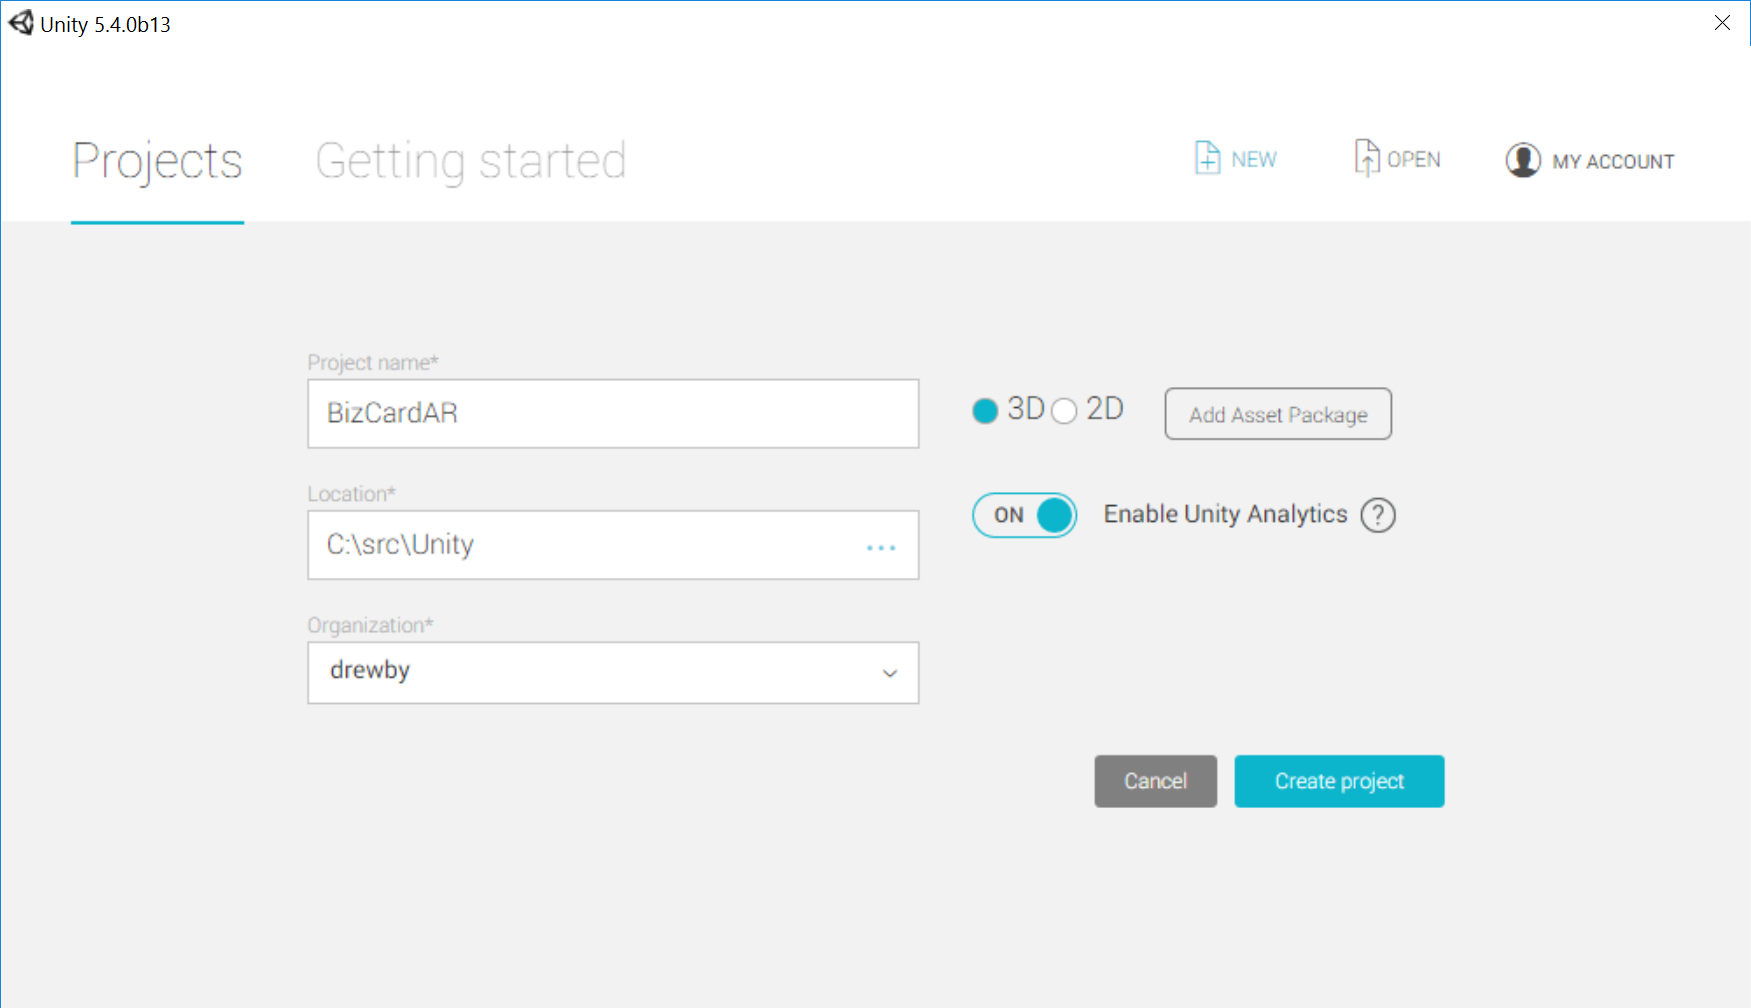 Unity 5.4.0b13
Projects Getting started NEW OPEN MY ACCOUNT
Project name*
BizCardAR
3D 2D Add Asset Package
Location*
C:\src\Unity ...
ON Enable Unity Analytics ?
Organization*
drewby
Cancel Create project